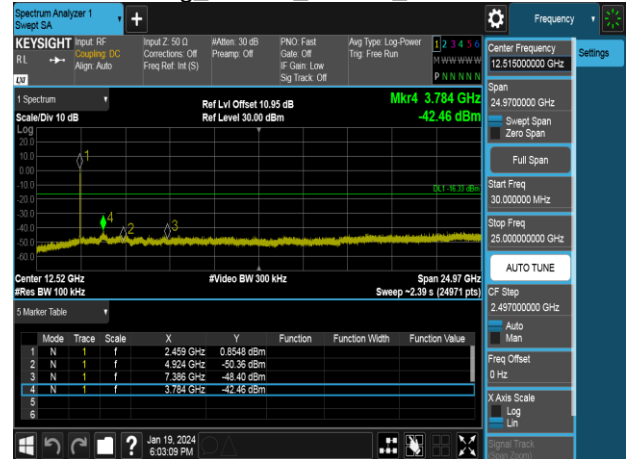 Spectrum Analyzer 1
Swept SA
Frequency
KEYSIGHT
RL
Input: RF
Coupling: DC
Align: Auto
Input Z: 50 Ω
Corrections: Off
Freq Ref: Int (S)
#Atten: 30 dB
Preamp: Off
PNO: Fast
Gate: Off
IF Gain: Low
Sig Track: Off
Avg Type: Log-Power
Trig: Free Run
1 2 3 4 5 6
M W W W W W
P N N N N N
1 Spectrum
Scale/Div 10 dB
Ref Lvl Offset 10.95 dB
Ref Level 30.00 dBm
Mkr4 3.784 GHz
-42.46 dBm
Log
20.0
10.0
0.00
-10.0
-20.0
-30.0
-40.0
-50.0
-60.0
1
4
2
3
DL1 -16.33 dBm
Center 12.52 GHz
#Video BW 300 kHz
Span 24.97 GHz
#Res BW 100 kHz
Sweep ~2.39 s (24971 pts)
5 Marker Table
Mode Trace Scale X Y Function Function Width Function Value
1 N 1 f 2.459 GHz 0.8548 dBm
2 N 1 f 4.924 GHz -50.36 dBm
3 N 1 f 7.386 GHz -48.40 dBm
4 N 1 f 3.784 GHz -42.46 dBm
5
6
Jan 19, 2024
6:03:09 PM
Center Frequency
12.515000000 GHz
Settings
Span
24.9700000 GHz
Swept Span
Zero Span
Full Span
Start Freq
30.000000 MHz
Stop Freq
25.000000000 GHz
AUTO TUNE
CF Step
2.497000000 GHz
Auto
Man
Freq Offset
0 Hz
X Axis Scale
Log
Lin
Signal Track
(Span Zoom)